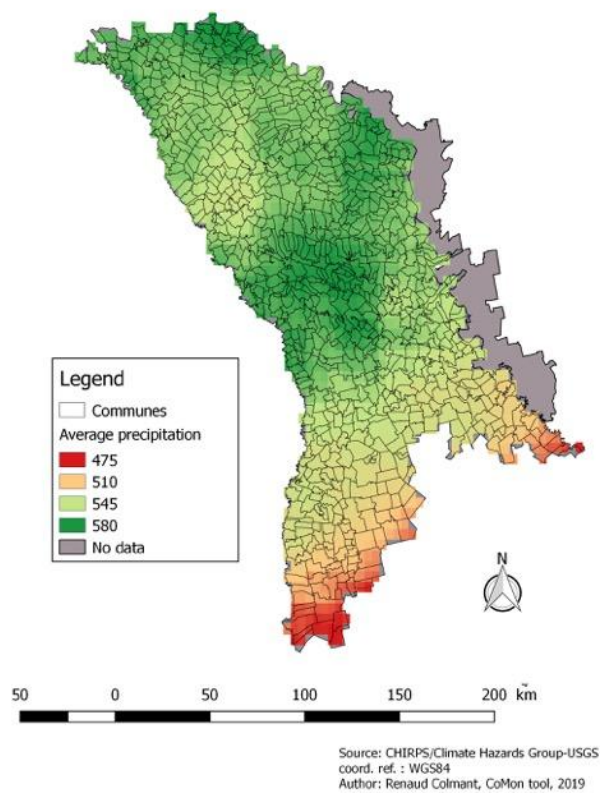 Legend
Communes
Average precipitation
475
510
545
580
No data
N
50 0 50 100 150 200 km
Source: CHIRPS/Climate Hazards Group-USGS
coord. ref. : WGS84
Author: Renaud Colmant, CoMon tool, 2019